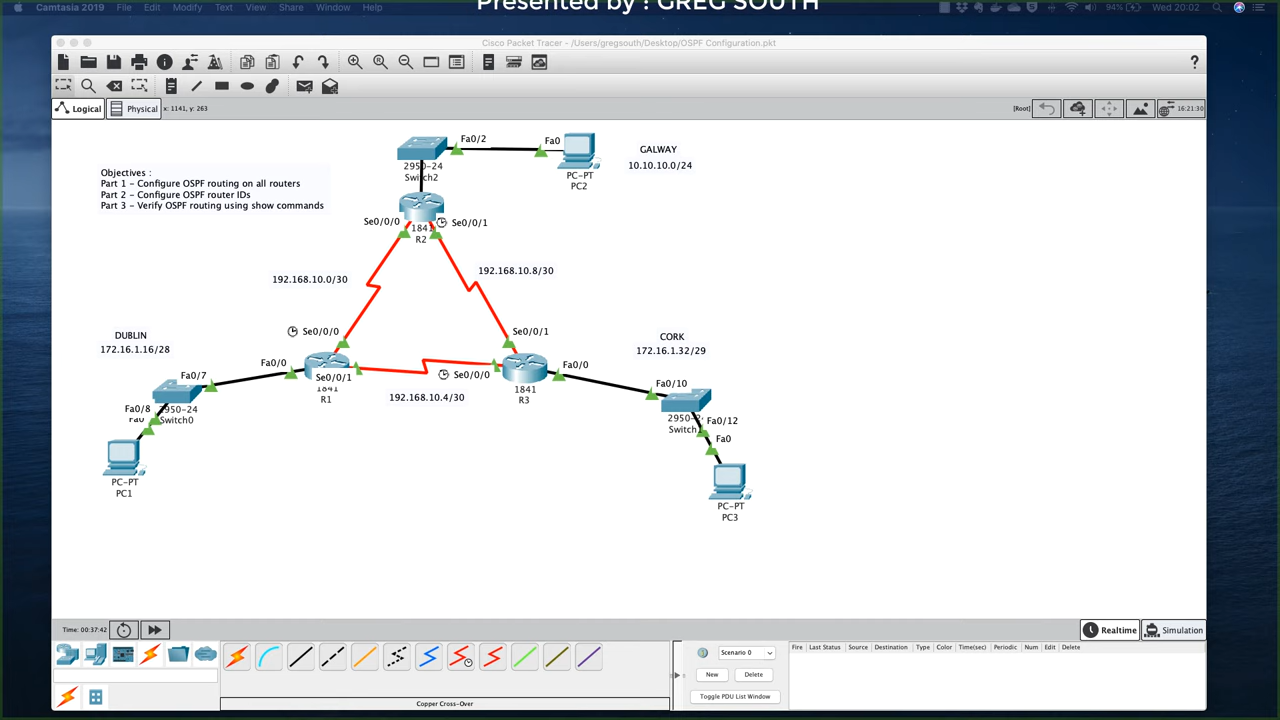 Camtasia 2019 File Edit Modify Text View Share Window Help 94% Wed 20:02
Presented by : GREG SOUTH
Cisco Packet Tracer - /Users/gregsouth/Desktop/OSPF Configuration.pkt
?
Logical Physical x: 1141, y: 263 [Root] 16:21:30
Fa0/2 Fa0
2950-24
Switch2
PC-PT
PC2
GALWAY
10.10.10.0/24
Objectives :
Part 1 - Configure OSPF routing on all routers
Part 2 - Configure OSPF router IDs
Part 3 - Verify OSPF routing using show commands
Se0/0/0 Se0/0/1
1841
R2
192.168.10.0/30
192.168.10.8/30
Se0/0/0
Se0/0/1
DUBLIN
172.16.1.16/28
CORK
172.16.1.32/29
Fa0/0
Se0/0/1
1841
R1
Se0/0/0
192.168.10.4/30
1841
R3
Fa0/0
Fa0/7
2950-24
Switch0
Fa0/8
Fa0
PC-PT
PC1
Fa0/10
Fa0/12
Fa0
PC-PT
PC3
Time: 00:37:42
Realtime Simulation
Scenario 0
New Delete
Toggle PDU List Window
Fire Last Status Source Destination Type Color Time(sec) Periodic Num Edit Delete
Copper Cross-Over